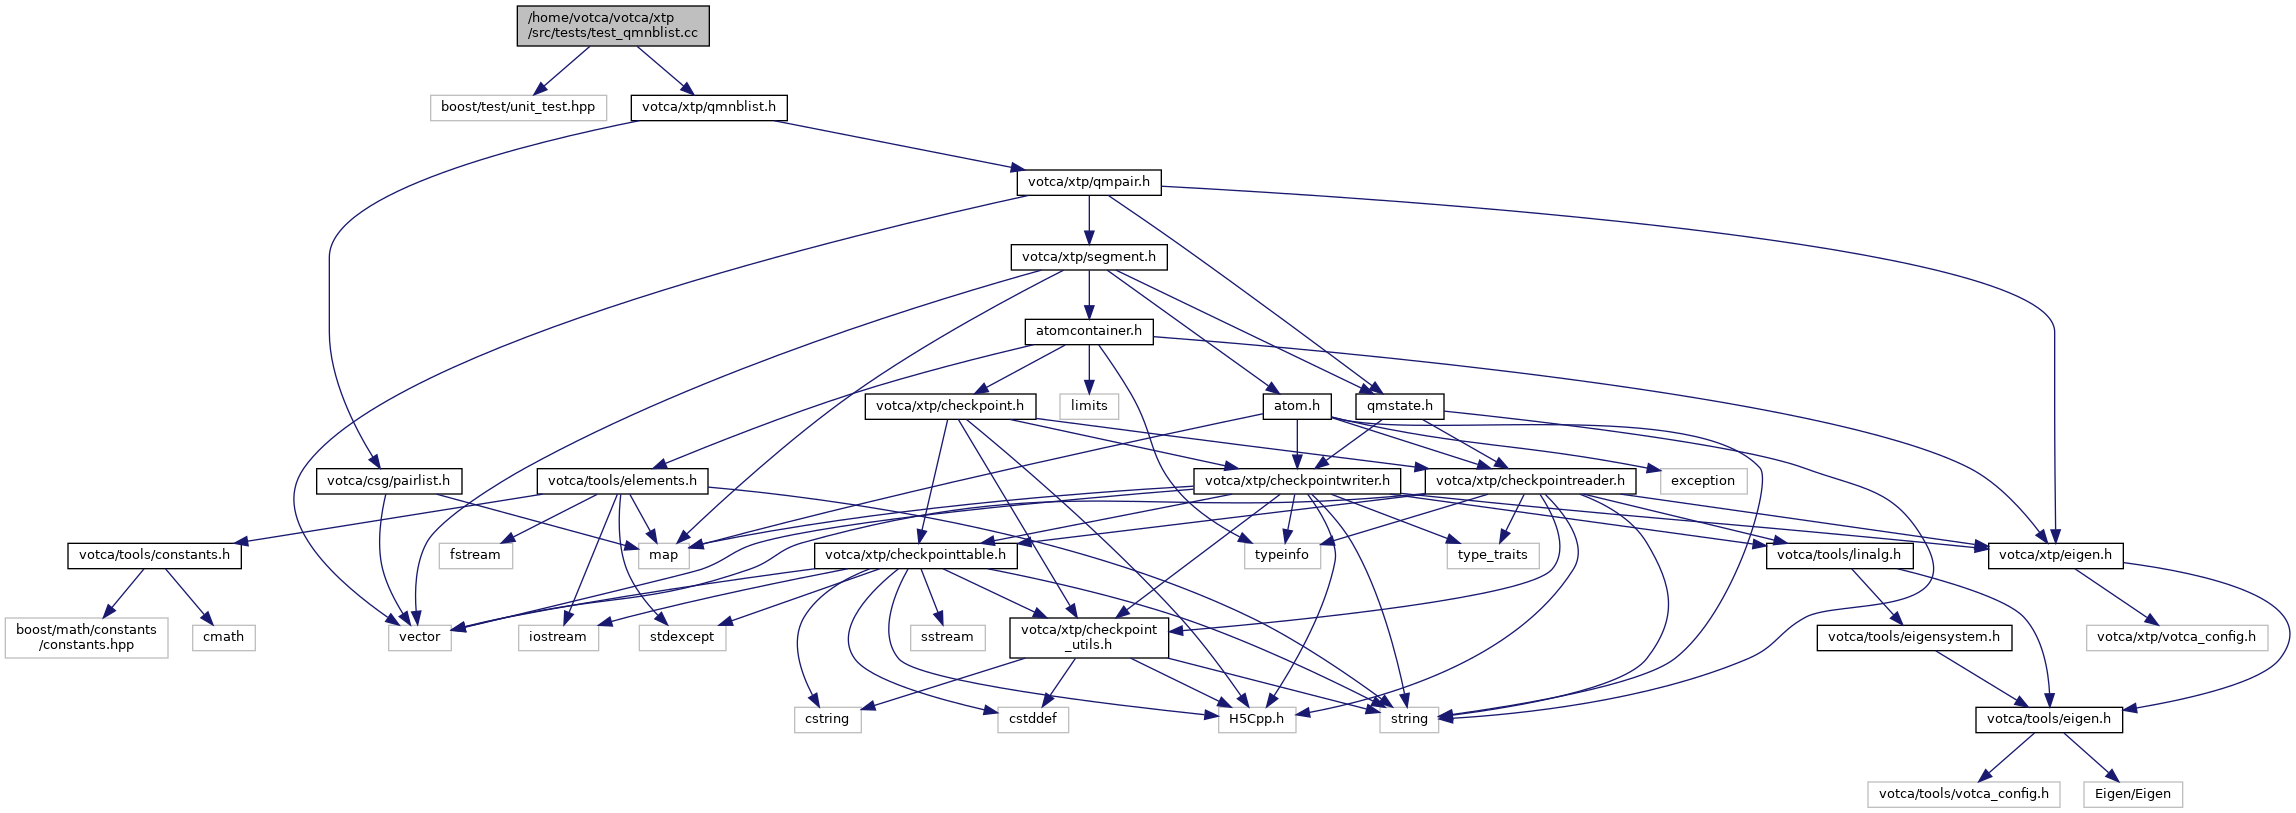 /home/votca/votca/xtp
/src/tests/test_qmnblist.cc
boost/test/unit_test.hpp
votca/xtp/qmnblist.h
votca/xtp/qmpair.h
votca/xtp/segment.h
atomcontainer.h
votca/xtp/checkpoint.h
limits
atom.h
qmstate.h
votca/csg/pairlist.h
votca/tools/elements.h
votca/xtp/checkpointwriter.h
votca/xtp/checkpointreader.h
exception
votca/tools/constants.h
fstream
map
votca/xtp/checkpointtable.h
typeinfo
type_traits
votca/tools/linalg.h
votca/xtp/eigen.h
boost/math/constants
/constants.hpp
cmath
vector
iostream
stdexcept
sstream
votca/xtp/checkpoint
_utils.h
votca/tools/eigensystem.h
votca/xtp/votca_config.h
cstring
cstddef
H5Cpp.h
string
votca/tools/eigen.h
votca/tools/votca_config.h
Eigen/Eigen